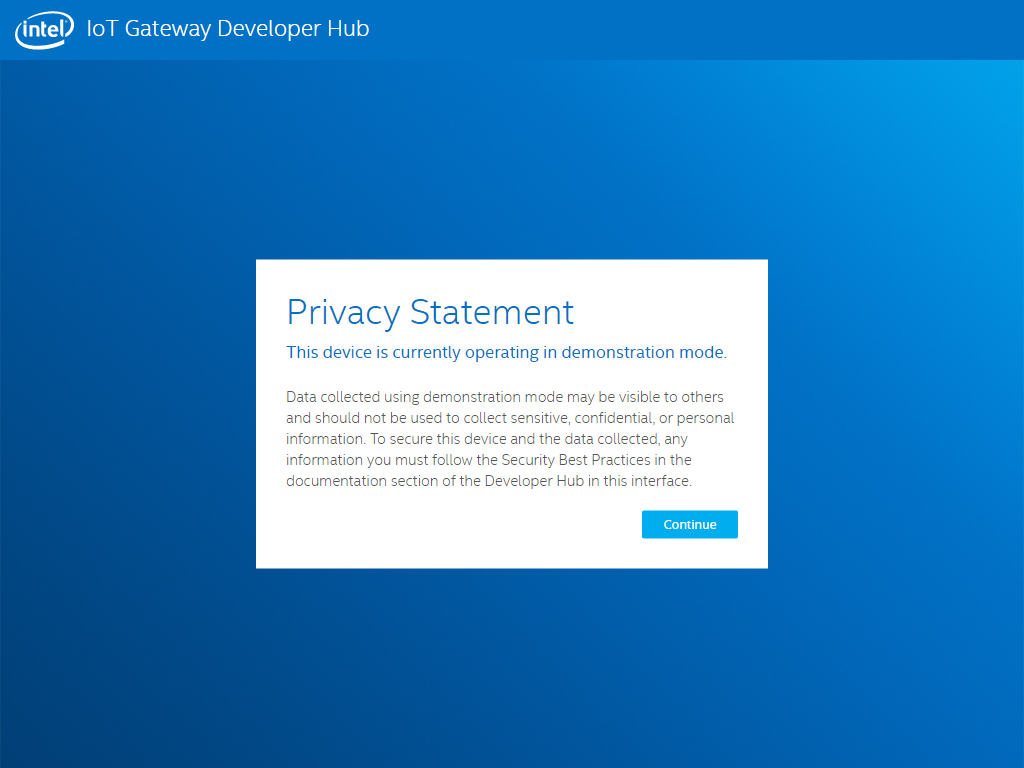 intel IoT Gateway Developer Hub
Privacy Statement
This device is currently operating in demonstration mode.
Data collected using demonstration mode may be visible to others
and should not be used to collect sensitive, confidential, or personal
information. To secure this device and the data collected, any
information you must follow the Security Best Practices in the
documentation section of the Developer Hub in this interface.
Continue